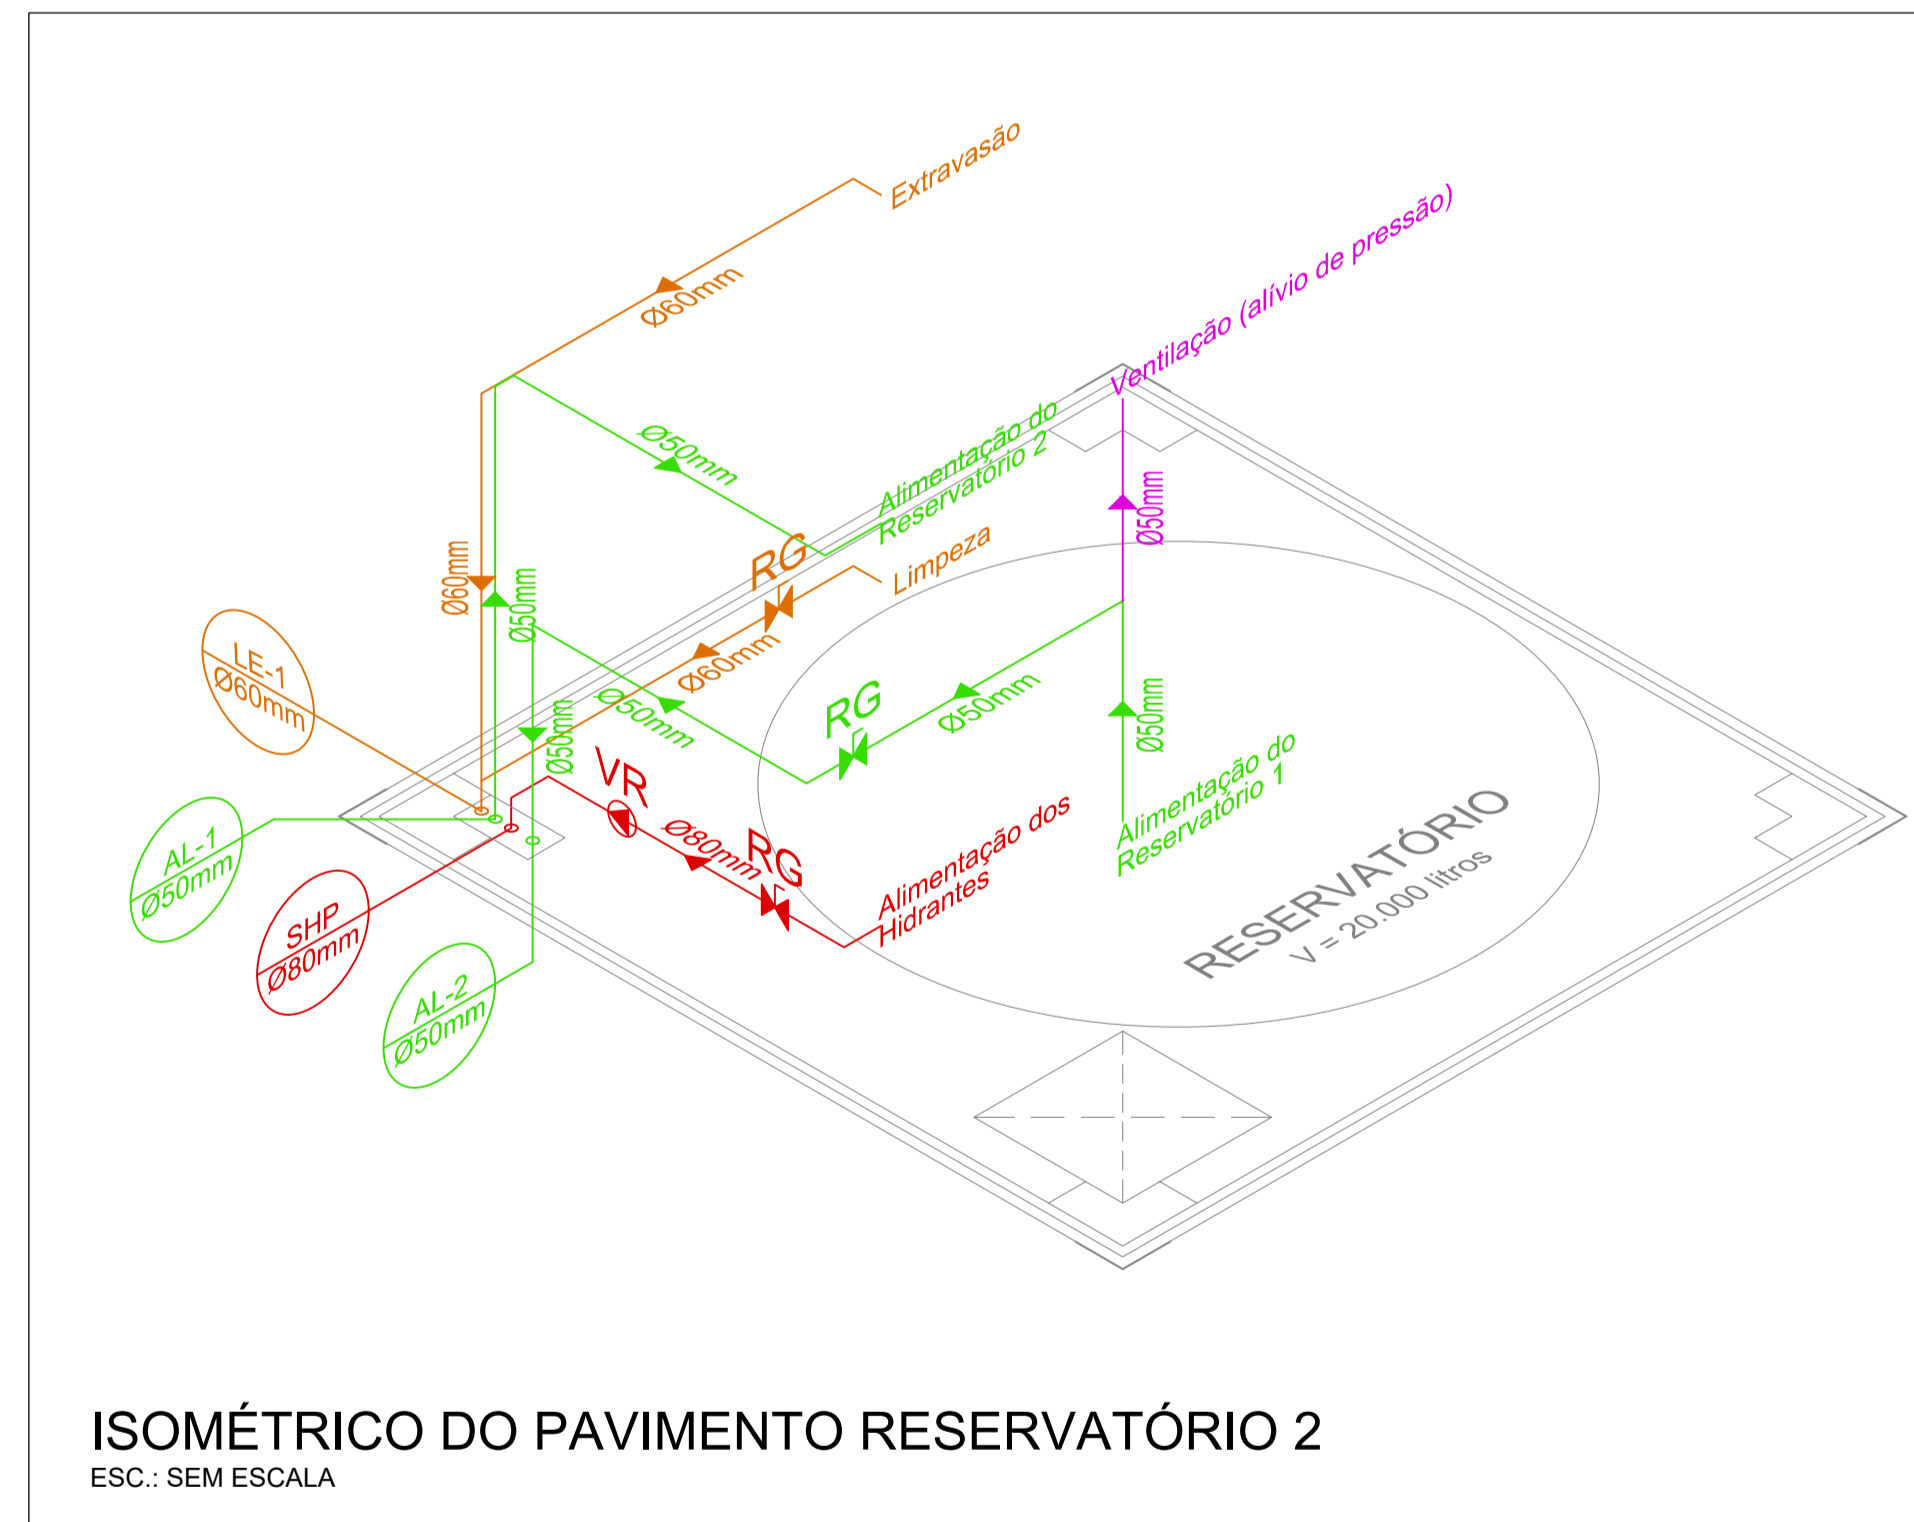 Extravasão
Ø60mm
Ventilação (alívio de pressão)
Ø50mm
Alimentação do
Reservatório 2
Ø50mm
RG
Limpeza
Ø60mm
Ø60mm
Ø50mm
LE-1
Ø60mm
Ø50mm
RG
Ø50mm
Ø50mm
Ø50mm
VR
Ø80mm
RG
Alimentação dos
Hidrantes
Alimentação do
Reservatório 1
RESERVATÓRIO
V = 20.000 litros
AL-1
Ø50mm
SHP
Ø80mm
AL-2
Ø50mm
ISOMÉTRICO DO PAVIMENTO RESERVATÓRIO 2
ESC.: SEM ESCALA